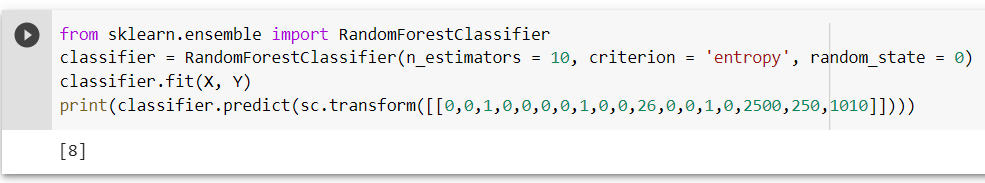 from sklearn.ensemble import RandomForestClassifier
classifier = RandomForestClassifier(n_estimators = 10, criterion = 'entropy', random_state = 0)
classifier.fit(X, Y)
print(classifier.predict(sc.transform([[0,0,1,0,0,0,0,1,0,0,26,0,0,1,0,2500,250,1010]])))
[8]